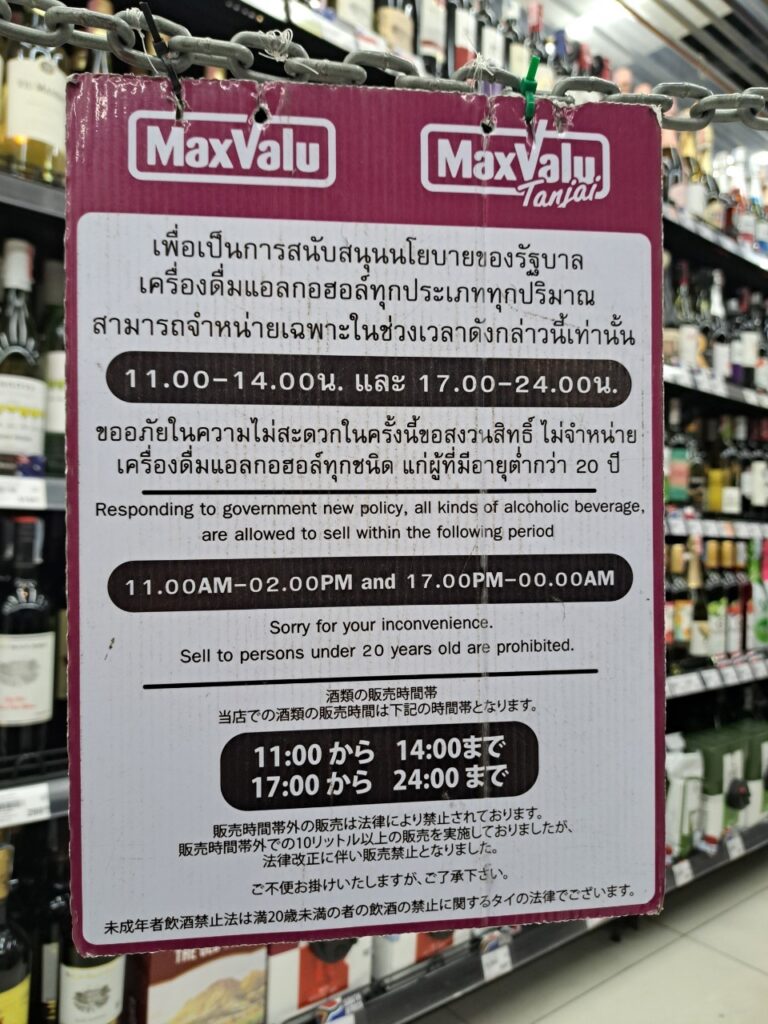 MaxValu
MaxValu Tanjai
เพื่อเป็นการสนับสนุนนโยบายของรัฐบาล
เครื่องดื่มแอลกอฮอล์ทุกประเภททุกปริมาณ
สามารถจำหน่ายเฉพาะในช่วงเวลาดังกล่าวนี้เท่านั้น
11.00-14.00น. และ 17.00-24.00น.
ขออภัยในความไม่สะดวกในครั้งนี้ขอสงวนสิทธิ์ ไม่จำหน่าย
เครื่องดื่มแอลกอฮอล์ทุกชนิด แก่ผู้ที่มีอายุต่ำกว่า 20 ปี
Responding to government new policy, all kinds of alcoholic beverage,
are allowed to sell within the following period
11.00AM-02.00PM and 17.00PM-00.00AM
Sorry for your inconvenience.
Sell to persons under 20 years old are prohibited.
酒類の販売時間帯
当店での酒類の販売時間は下記の時間帯となります。
11:00 から 14:00まで
17:00 から 24:00 まで
販売時間帯外の販売は法律により禁止されております。
販売時間帯外での10リットル以上の販売を実施しておりましたが、
法律改正に伴い販売禁止となりました。
ご不便お掛けいたしますが、ご了承下さい。
未成年者飲酒禁止法は満20歳未満の者の飲酒の禁止に関するタイの法律でございます。